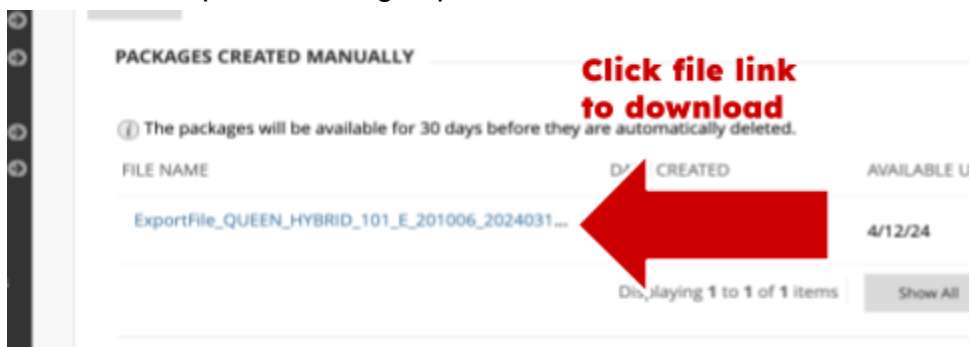 PACKAGES CREATED MANUALLY
Click file link
to download
The packages will be available for 30 days before they are automatically deleted.
FILE NAME
CREATED
AVAILABLE U
ExportFile_QUEEN_HYBRID_101_E_201006_2024031...
4/12/24
Displaying 1 to 1 of 1 items
Show All